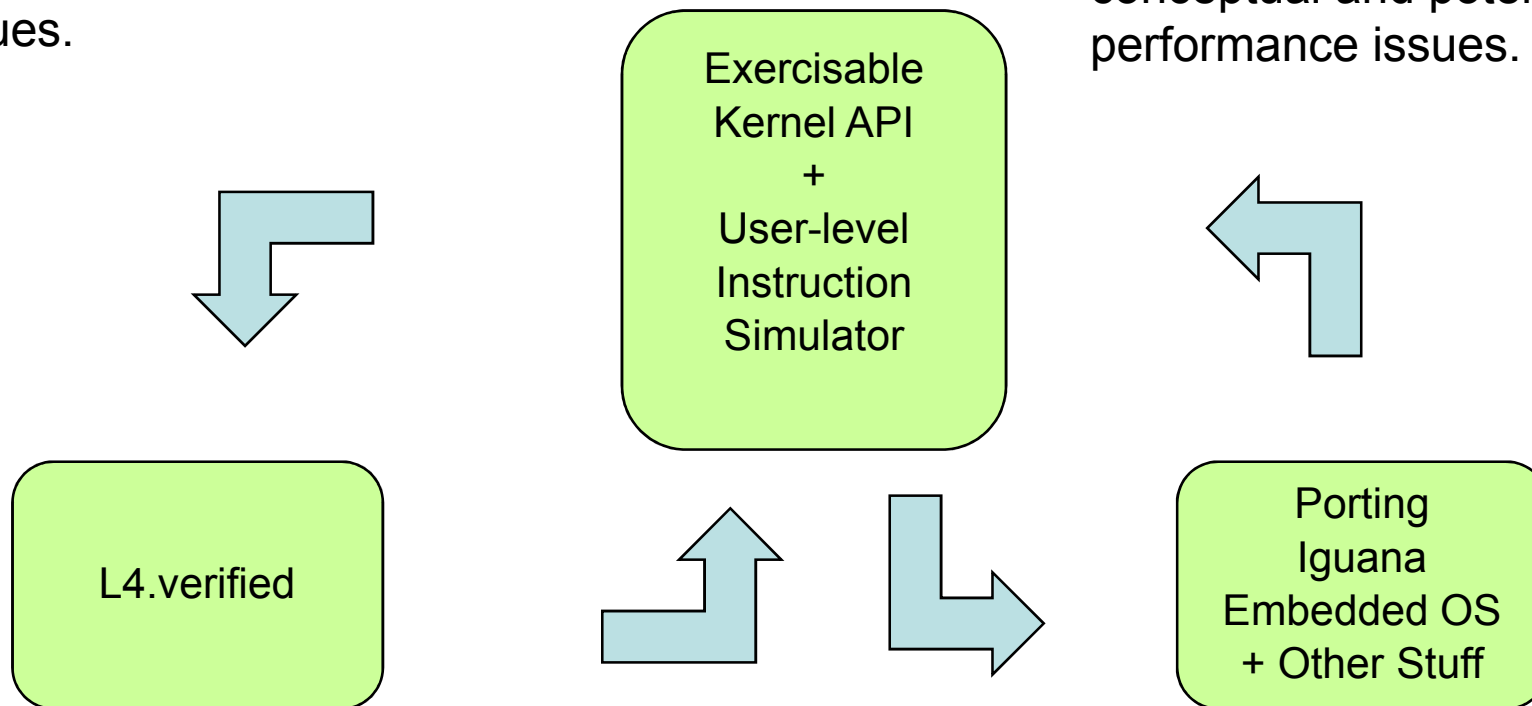 ues.
performance issues.
Exercisable
Kernel API
+
User-level
Instruction
Simulator
L4.verified
Porting
Iguana
Embedded OS
+ Other Stuff